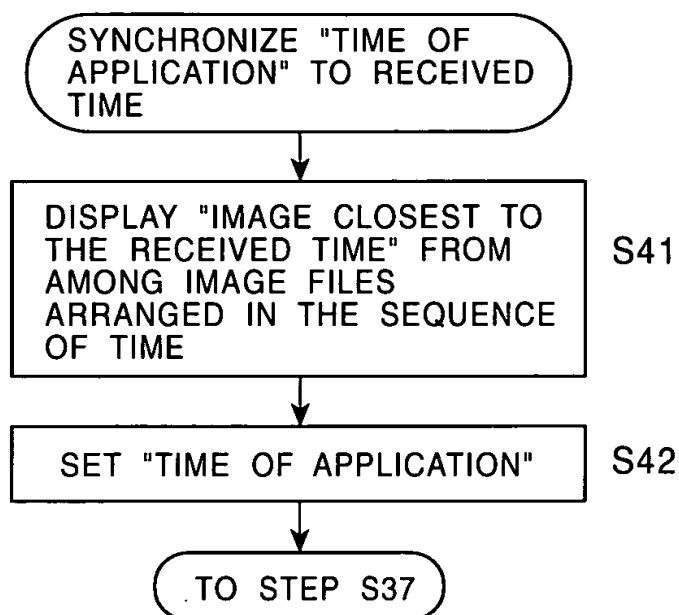 SYNCHRONIZE "TIME OF
APPLICATION" TO RECEIVED
TIME
DISPLAY "IMAGE CLOSEST TO
THE RECEIVED TIME" FROM
AMONG IMAGE FILES
ARRANGED IN THE SEQUENCE
OF TIME
S41
SET "TIME OF APPLICATION"
S42
TO STEP S37